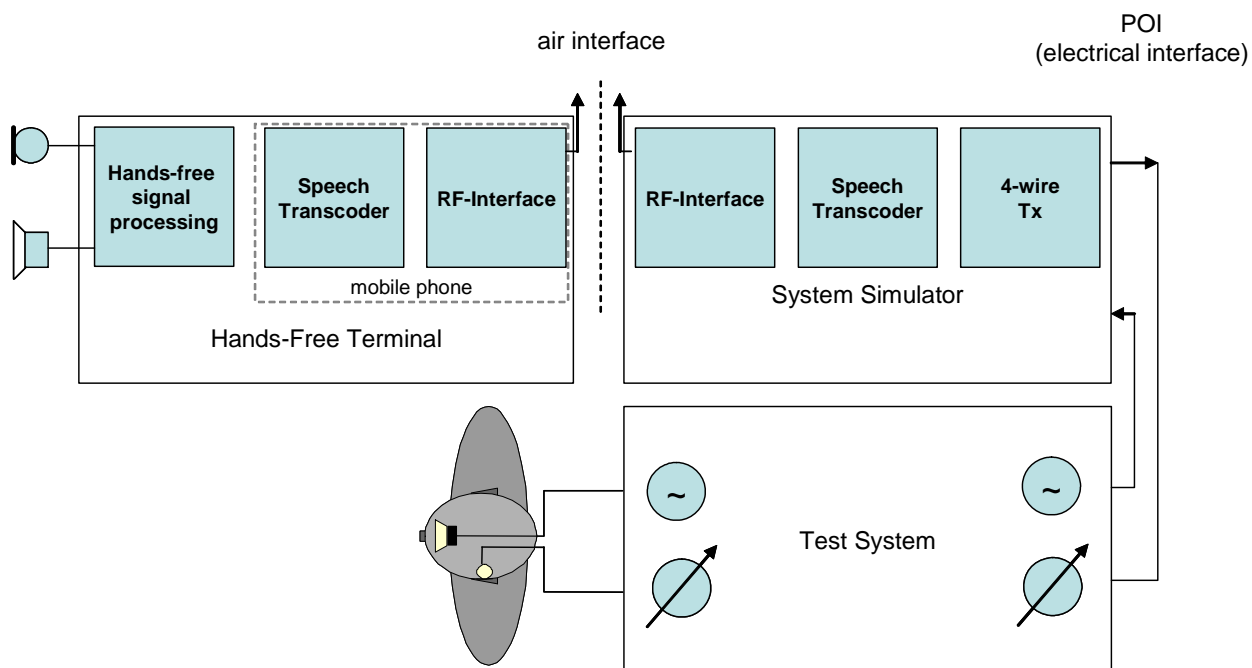 POI
(electrical interface)
air interface
Hands-free
signal
processing
Speech
Transcoder
RF-Interface
mobile phone
Hands-Free Terminal
RF-Interface
Speech
Transcoder
4-wire
Tx
System Simulator
~
~
Test System